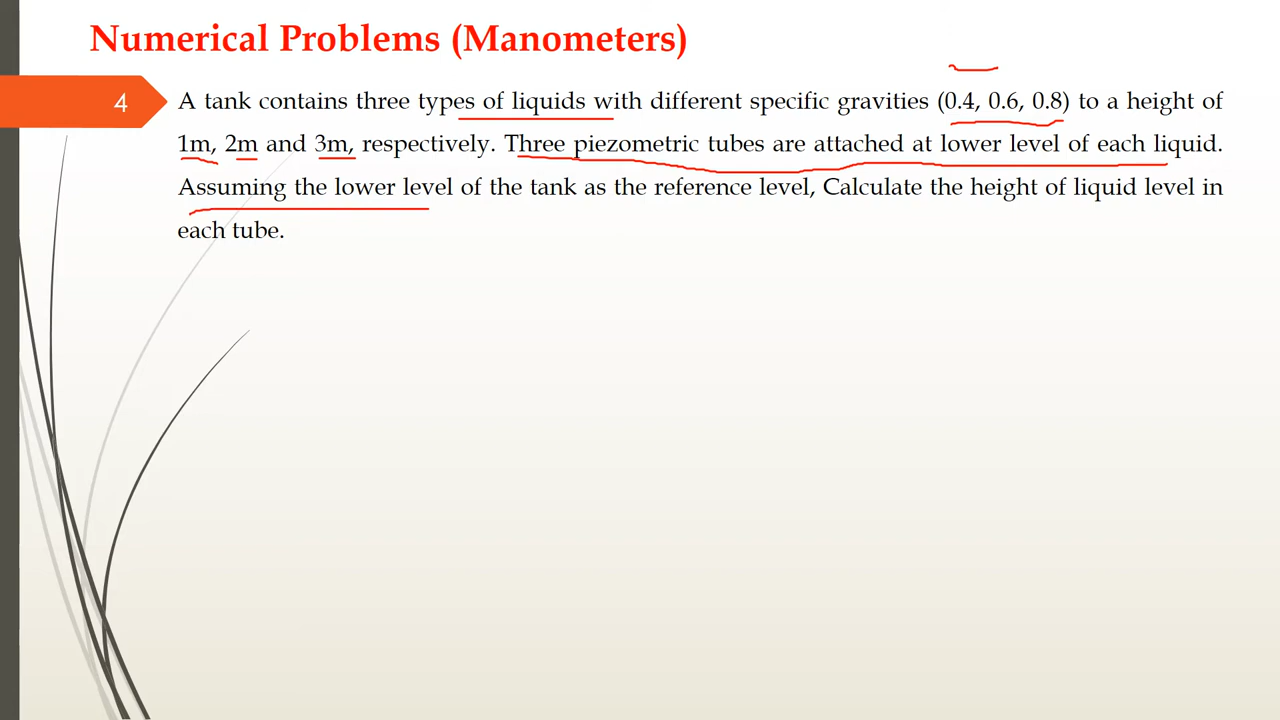 Numerical Problems (Manometers)
4
A tank contains three types of liquids with different specific gravities (0.4, 0.6, 0.8) to a height of
1m, 2m and 3m, respectively. Three piezometric tubes are attached at lower level of each liquid.
Assuming the lower level of the tank as the reference level, Calculate the height of liquid level in
each tube.